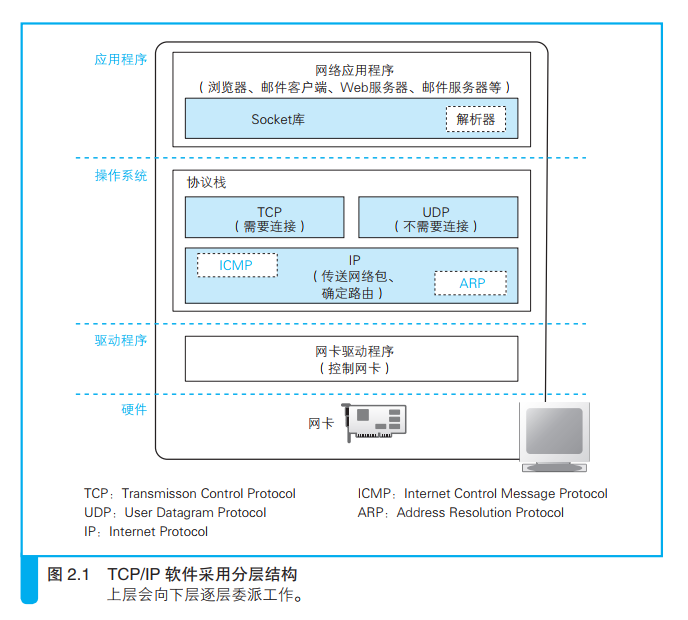 应用程序
网络应用程序
（浏览器、邮件客户端、Web服务器、邮件服务器等）
Socket库
解析器
操作系统
协议栈
TCP
（需要连接）
UDP
（不需要连接）
ICMP
IP
（传送网络包、
确定路由）
ARP
驱动程序
网卡驱动程序
（控制网卡）
硬件
网卡
TCP：Transmisson Control Protocol
UDP：User Datagram Protocol
IP：Internet Protocol
ICMP：Internet Control Message Protocol
ARP：Address Resolution Protocol
图 2.1 TCP/IP 软件采用分层结构
上层会向下层逐层委派工作。